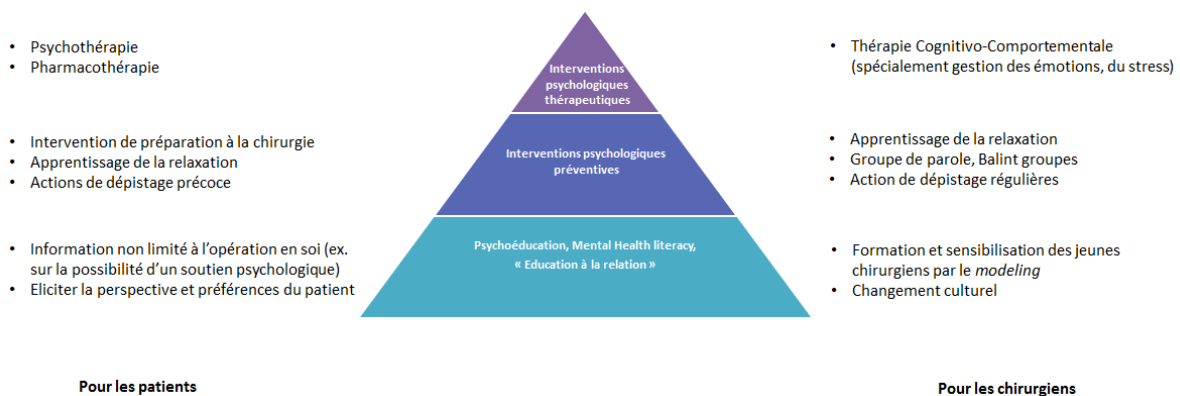 • Psychothérapie
• Pharmacothérapie
Interventions
psychologiques
thérapeutiques
• Thérapie Cognitivo-Comportementale
(spécialement gestion des émotions, du stress)
• Intervention de préparation à la chirurgie
• Apprentissage de la relaxation
• Actions de dépistage précoce
Interventions psychologiques
préventives
• Apprentissage de la relaxation
• Groupe de parole, Balint groupes
• Action de dépistage régulières
• Information non limité à l'opération en soi (ex.
sur la possibilité d'un soutien psychologique)
• Eliciter la perspective et préférences du patient
Psychoéducation, Mental Health literacy,
« Education à la relation »
• Formation et sensibilisation des jeunes
chirurgiens par le modeling
• Changement culturel
Pour les patients
Pour les chirurgiens